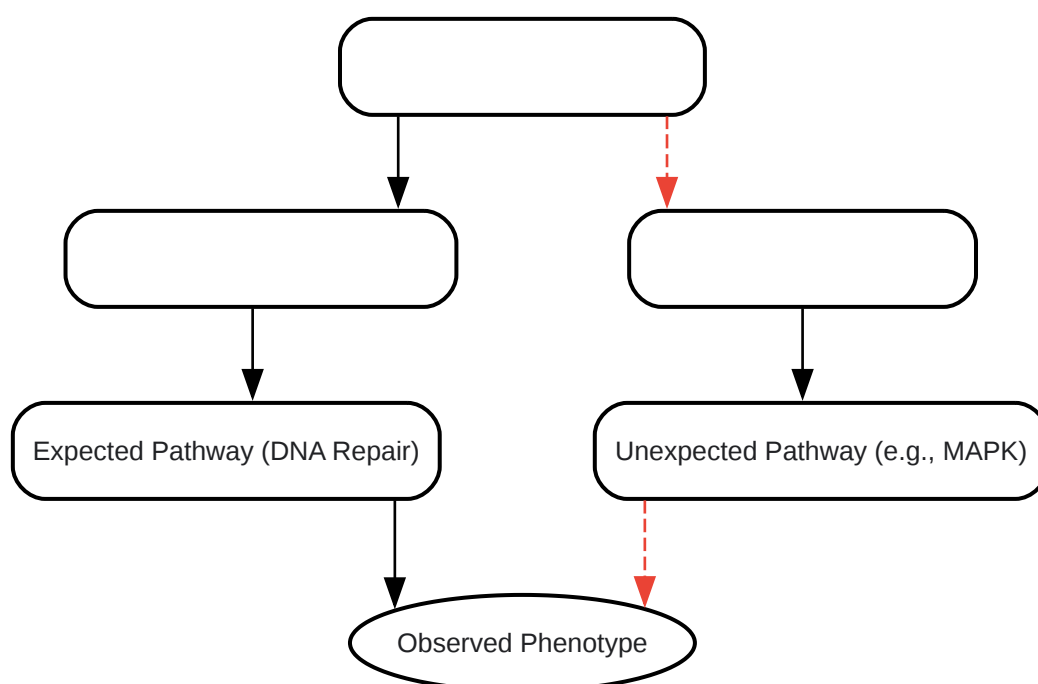 Expected Pathway (DNA Repair)
Unexpected Pathway (e.g., MAPK)
Observed Phenotype